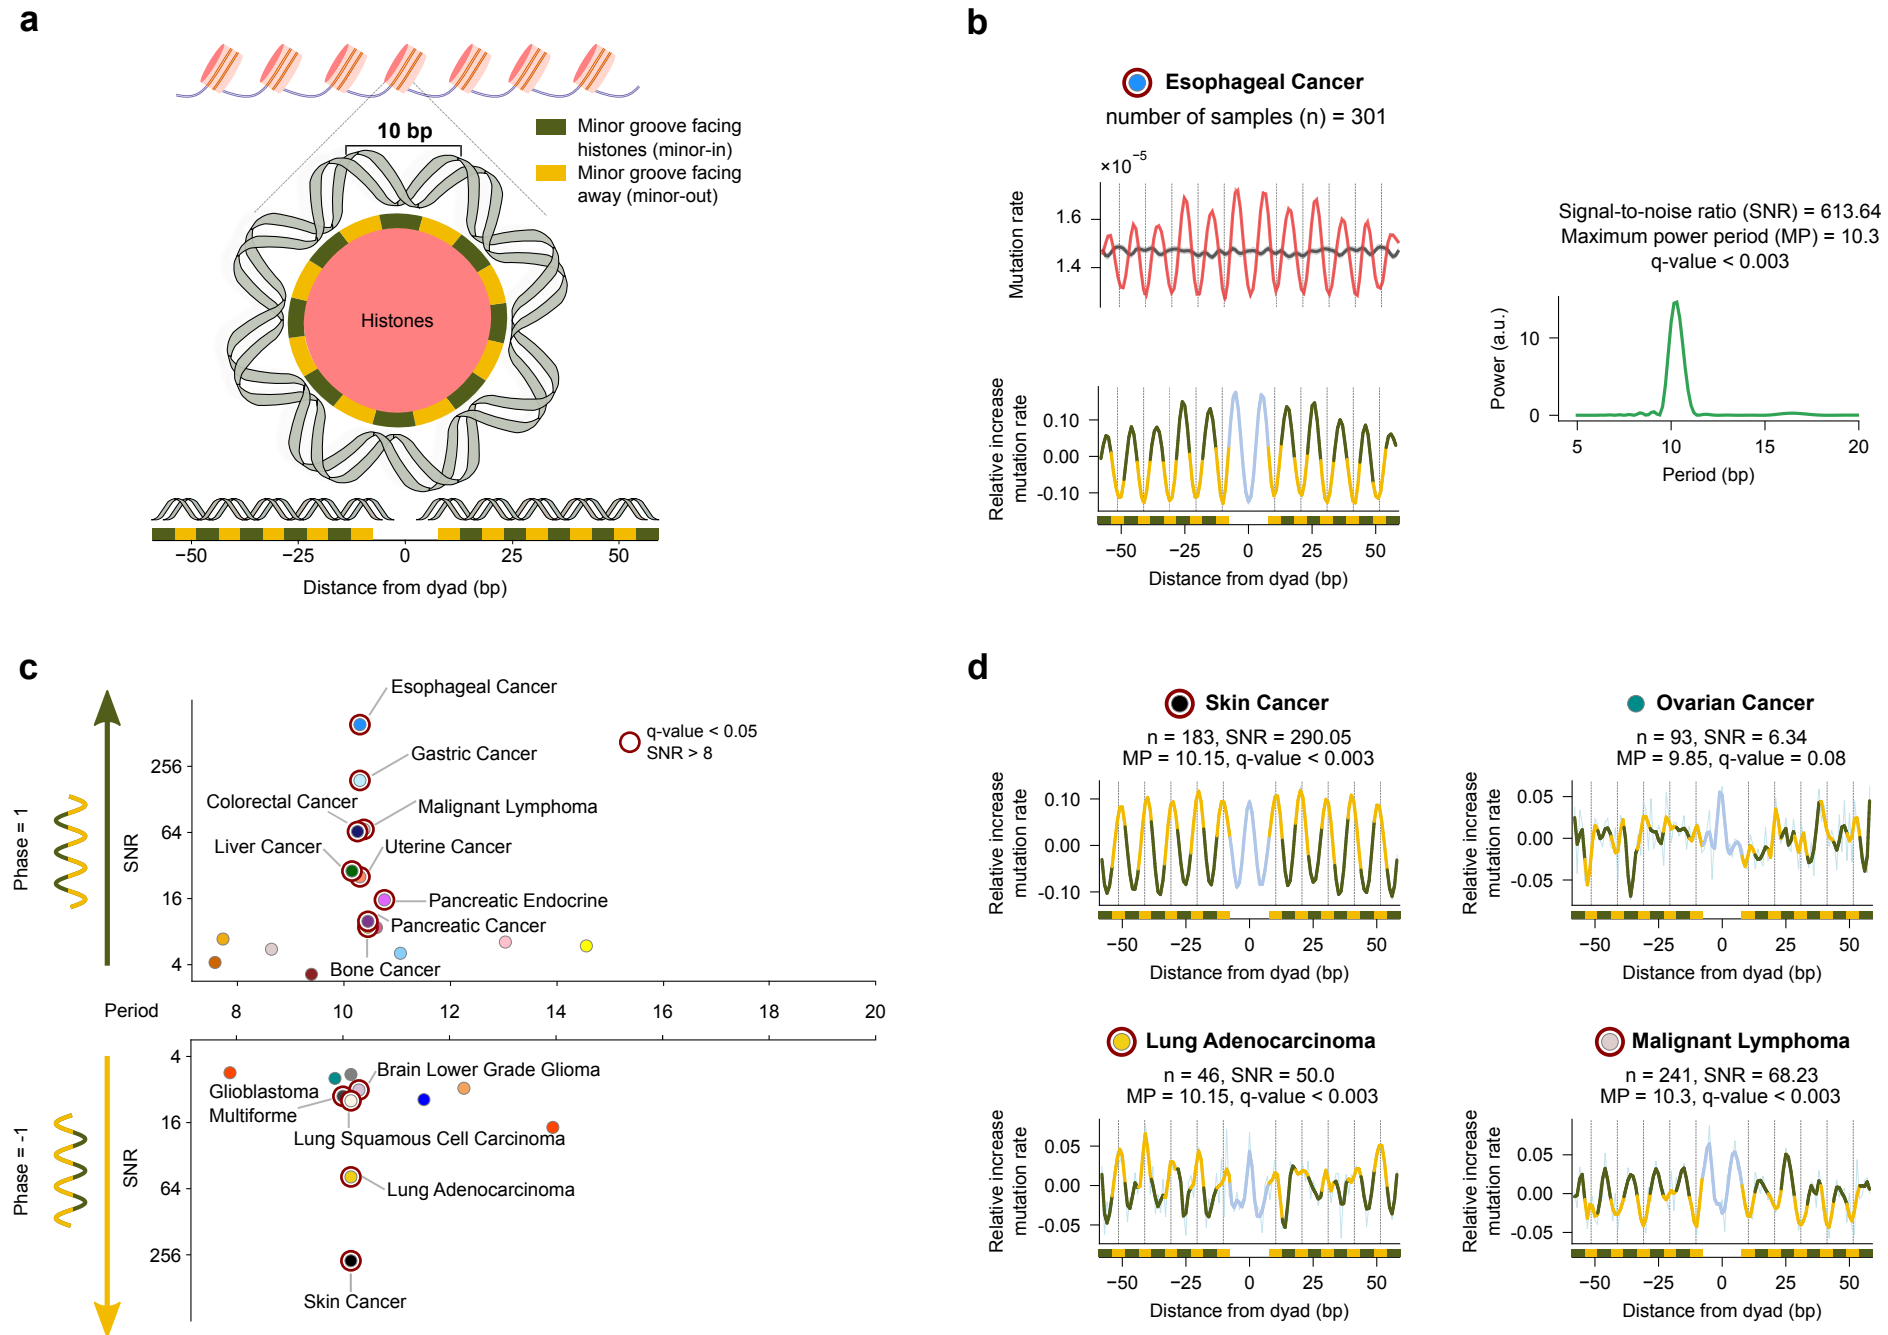 a
10 bp
Minor groove facing
histones (minor-in)
Minor groove facing
away (minor-out)
Histones
−50 −25 0 25 50
Distance from dyad (bp)
b
Esophageal Cancer
number of samples (n) = 301
×10⁻⁵
Mutation rate
1.6
1.4
Relative increase
mutation rate
0.10
0.00
-0.10
−50 −25 0 25 50
Distance from dyad (bp)
Signal-to-noise ratio (SNR) = 613.64
Maximum power period (MP) = 10.3
q-value < 0.003
Power (a.u.)
10
0
5 10 15 20
Period (bp)
c
Phase = 1
SNR
256
64
16
4
Esophageal Cancer
Gastric Cancer
Colorectal Cancer
Malignant Lymphoma
Liver Cancer
Uterine Cancer
Pancreatic Endocrine
Pancreatic Cancer
Bone Cancer
q-value < 0.05
SNR > 8
Period
8 10 12 14 16 18 20
Phase = -1
SNR
4
16
64
256
Brain Lower Grade Glioma
Glioblastoma
Multiforme
Lung Squamous Cell Carcinoma
Lung Adenocarcinoma
Skin Cancer
d
Skin Cancer
n = 183, SNR = 290.05
MP = 10.15, q-value < 0.003
Relative increase
mutation rate
0.10
0.00
-0.10
−50 −25 0 25 50
Distance from dyad (bp)
Ovarian Cancer
n = 93, SNR = 6.34
MP = 9.85, q-value = 0.08
Relative increase
mutation rate
0.05
0.00
-0.05
−50 −25 0 25 50
Distance from dyad (bp)
Lung Adenocarcinoma
n = 46, SNR = 50.0
MP = 10.15, q-value < 0.003
Relative increase
mutation rate
0.05
0.00
-0.05
−50 −25 0 25 50
Distance from dyad (bp)
Malignant Lymphoma
n = 241, SNR = 68.23
MP = 10.3, q-value < 0.003
Relative increase
mutation rate
0.05
0.00
-0.05
−50 −25 0 25 50
Distance from dyad (bp)